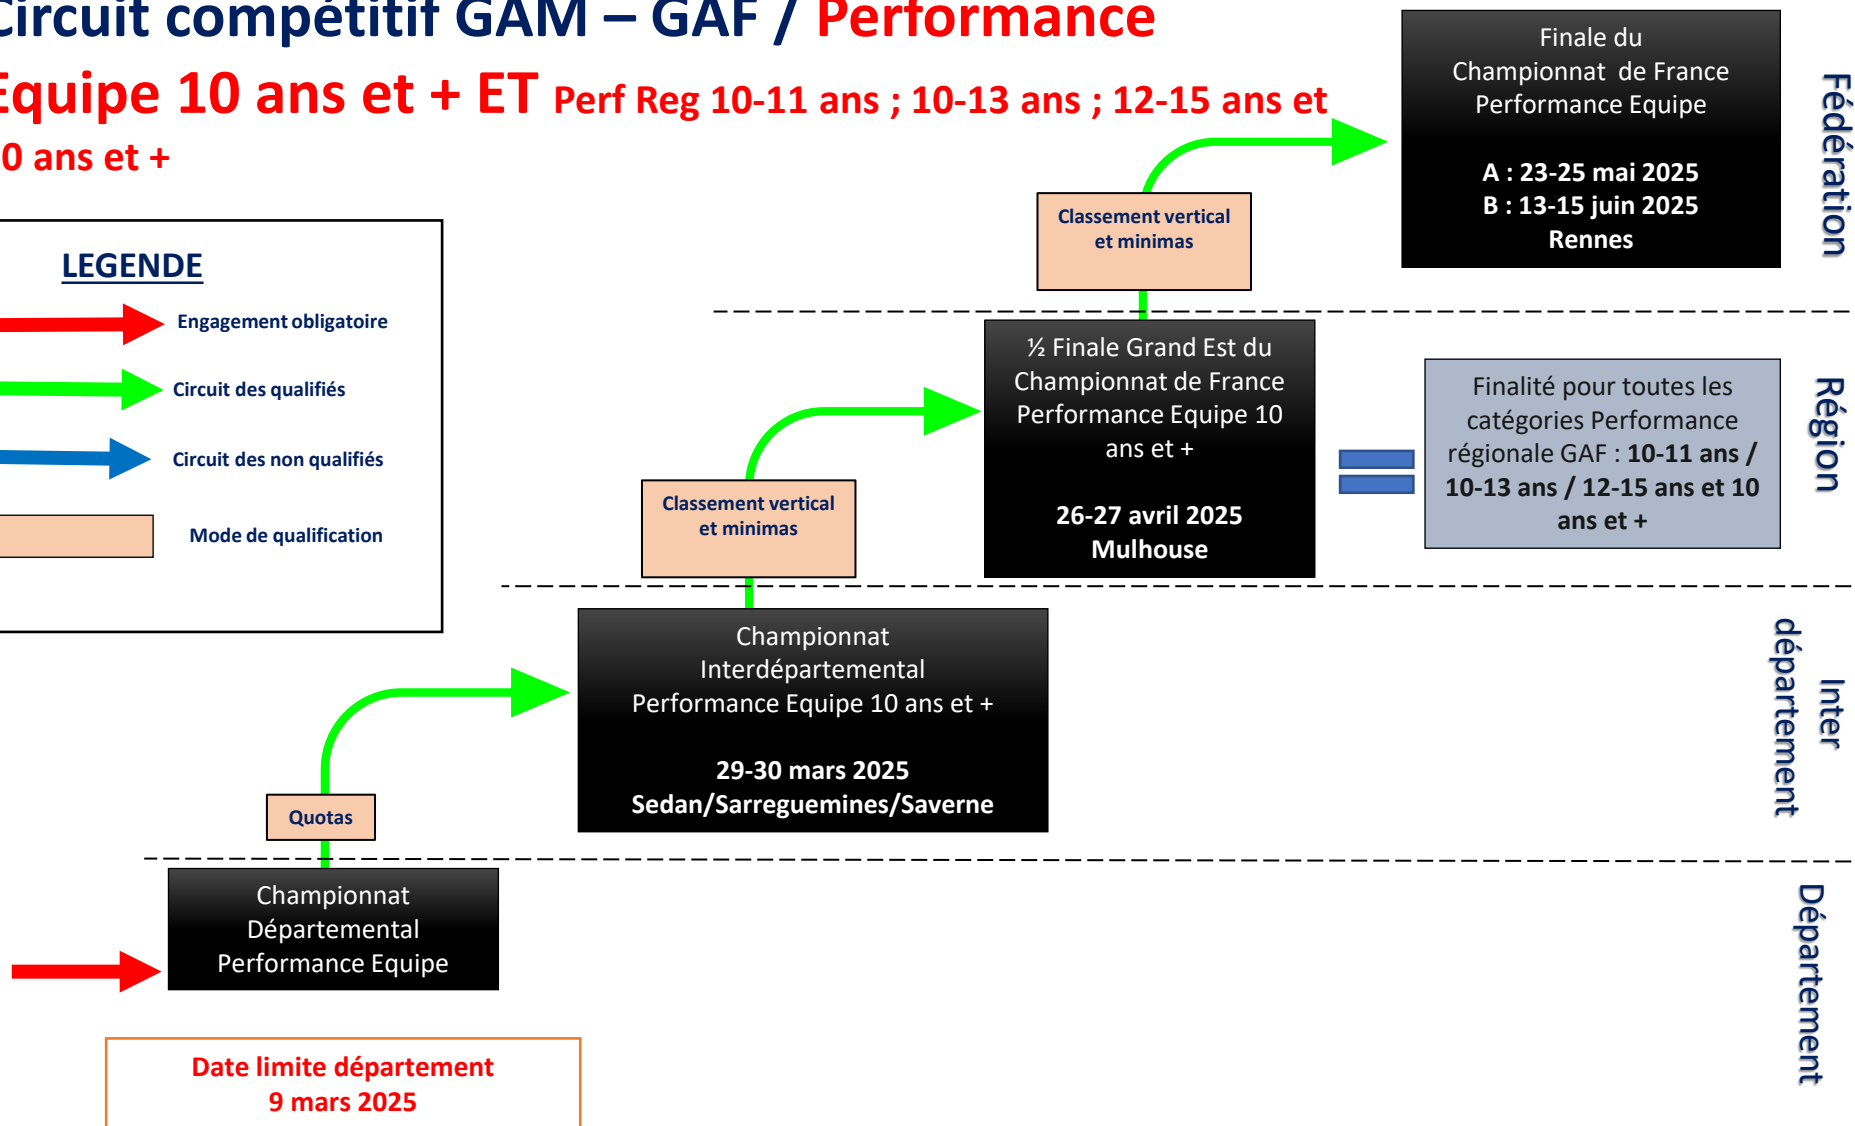 Circuit compétitif GAM – GAF / Performance
Equipe 10 ans et + ET Perf Reg 10-11 ans ; 10-13 ans ; 12-15 ans et
0 ans et +
LEGENDE
Engagement obligatoire
Circuit des qualifiés
Circuit des non qualifiés
Mode de qualification
Finale du
Championnat de France
Performance Equipe
A : 23-25 mai 2025
B : 13-15 juin 2025
Rennes
Fédération
Classement vertical
et minimas
½ Finale Grand Est du
Championnat de France
Performance Equipe 10
ans et +
26-27 avril 2025
Mulhouse
Finalité pour toutes les
catégories Performance
régionale GAF : 10-11 ans /
10-13 ans / 12-15 ans et 10
ans et +
Région
Classement vertical
et minimas
Championnat
Interdépartemental
Performance Equipe 10 ans et +
29-30 mars 2025
Sedan/Sarreguemines/Saverne
Inter
département
Quotas
Championnat
Départemental
Performance Equipe
Département
Date limite département
9 mars 2025